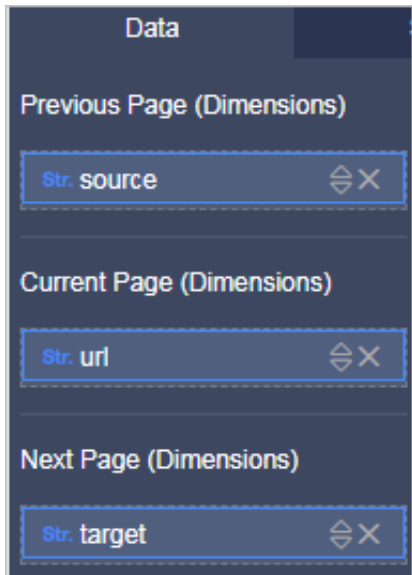 Data
Previous Page (Dimensions)
Str. source
Current Page (Dimensions)
Str. url
Next Page (Dimensions)
Str. target